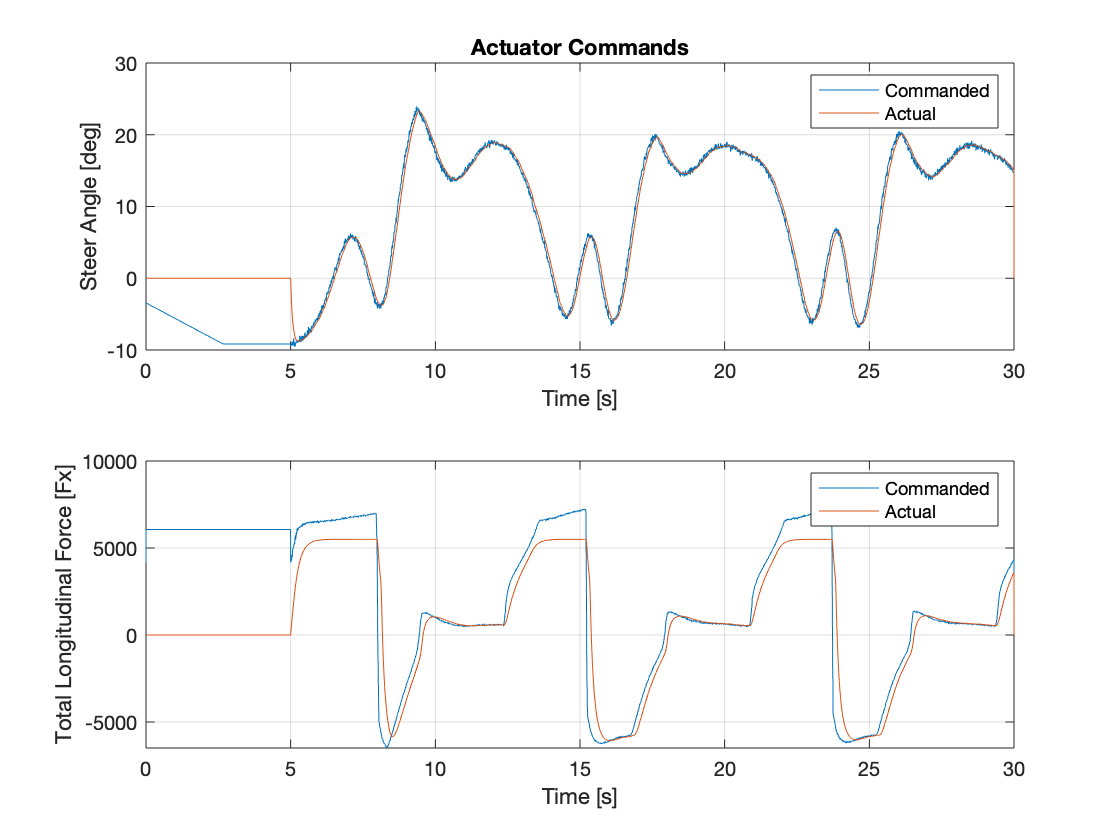 Actuator Commands
30
20
10
0
-10
Steer Angle [deg]
Commanded
Actual
0 5 10 15 20 25 30
Time [s]
10000
5000
0
-5000
Total Longitudinal Force [Fx]
Commanded
Actual
0 5 10 15 20 25 30
Time [s]